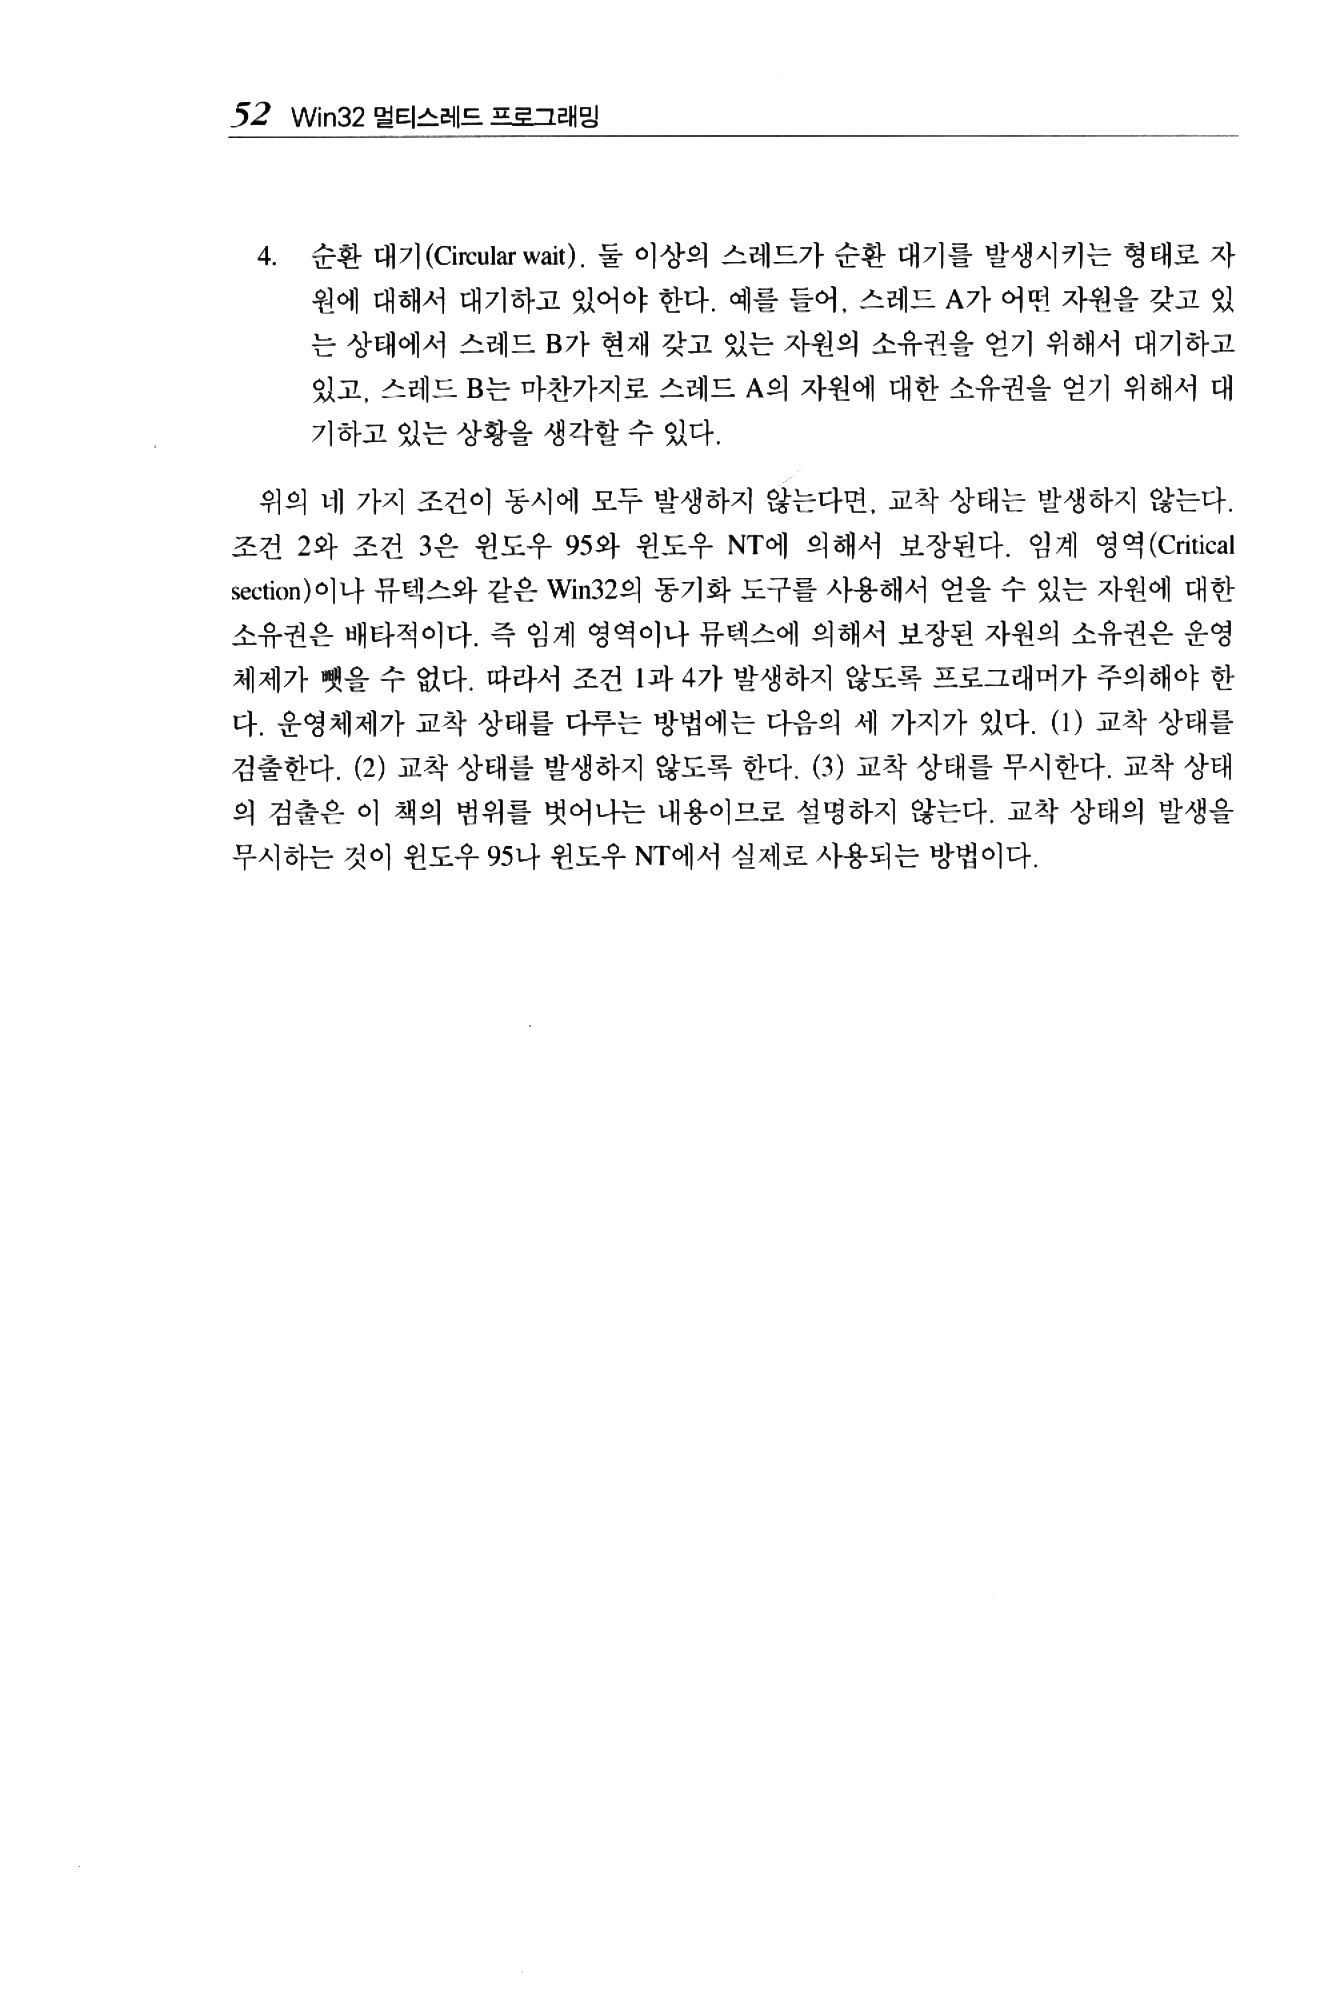 52 Win32 멀티스레드 프로그래밍
4. 순환 대기(Circular wait). 둘 이상의 스레드가 순환 대기를 발생시키는 형태로 자
원에 대해서 대기하고 있어야 한다. 예를 들어, 스레드 A가 어떤 자원을 갖고 있
는 상태에서 스레드 B가 현재 갖고 있는 자원의 소유권을 얻기 위해서 대기하고
있고, 스레드 B는 마찬가지로 스레드 A의 자원에 대한 소유권을 얻기 위해서 대
기하고 있는 상황을 생각할 수 있다.
위의 네 가지 조건이 동시에 모두 발생하지 않는다면, 교착 상태는 발생하지 않는다.
조건 2와 조건 3은 윈도우 95와 윈도우 NT에 의해서 보장된다. 임계 영역(Critical
section)이나 뮤텍스와 같은 Win32의 동기화 도구를 사용해서 얻을 수 있는 자원에 대한
소유권은 배타적이다. 즉 임계 영역이나 뮤텍스에 의해서 보장된 자원의 소유권은 운영
체제가 뺏을 수 없다. 따라서 조건 1과 4가 발생하지 않도록 프로그래머가 주의해야 한
다. 운영체제가 교착 상태를 다루는 방법에는 다음의 세 가지가 있다. (1) 교착 상태를
검출한다. (2) 교착 상태를 발생하지 않도록 한다. (3) 교착 상태를 무시한다. 교착 상태
의 검출은 이 책의 범위를 벗어나는 내용이므로 설명하지 않는다. 교착 상태의 발생을
무시하는 것이 윈도우 95나 윈도우 NT에서 실제로 사용되는 방법이다.